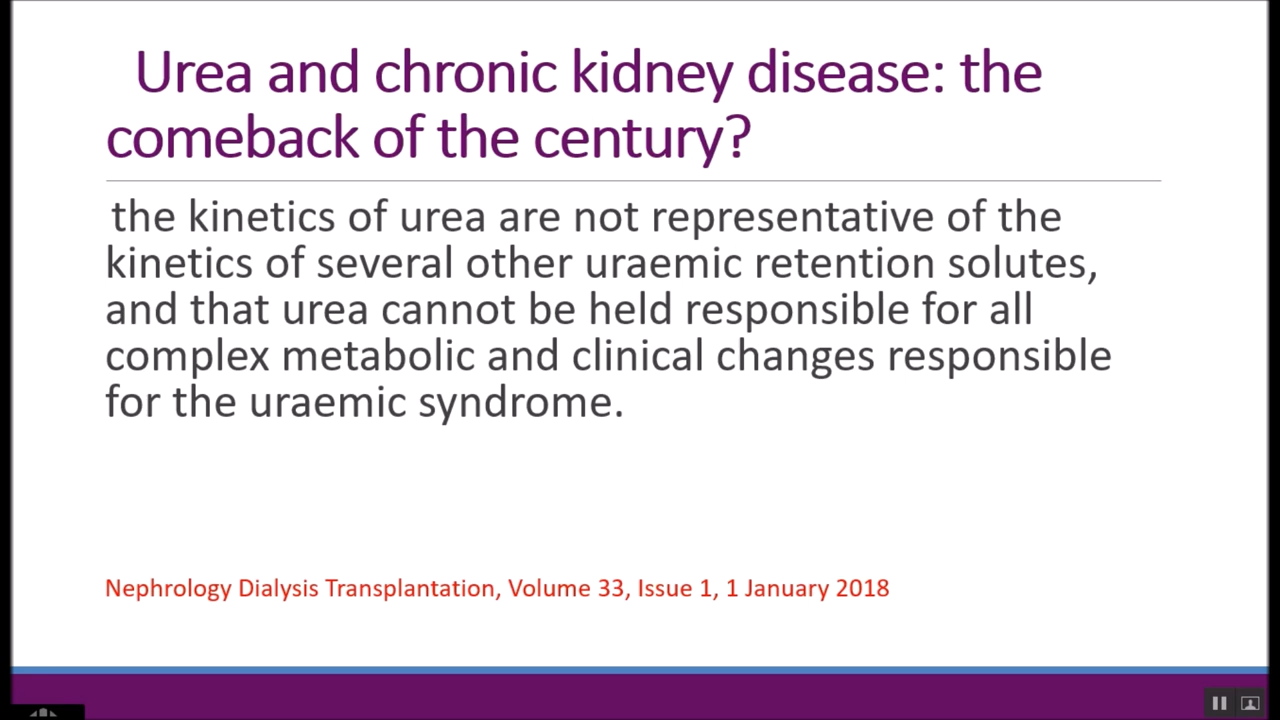 Urea and chronic kidney disease: the
comeback of the century?
the kinetics of urea are not representative of the
kinetics of several other uraemic retention solutes,
and that urea cannot be held responsible for all
complex metabolic and clinical changes responsible
for the uraemic syndrome.
Nephrology Dialysis Transplantation, Volume 33, Issue 1, 1 January 2018